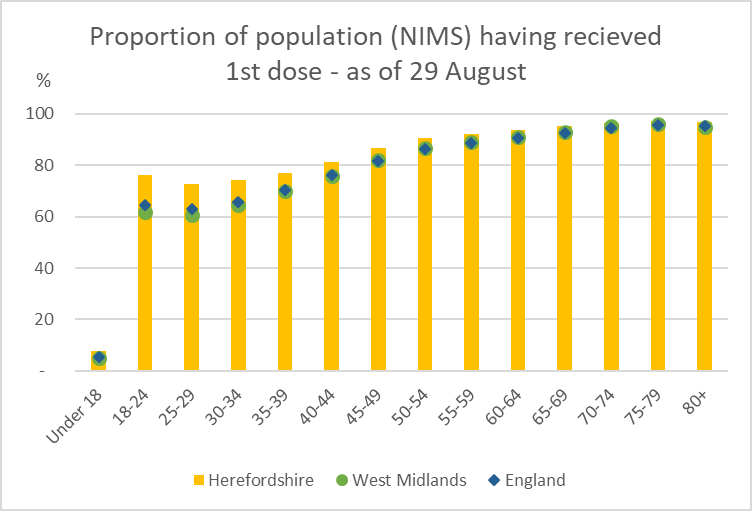 Proportion of population (NIMS) having recieved
1st dose - as of 29 August
%
100
80
60
40
20
-
Under 18 18-24 25-29 30-34 35-39 40-44 45-49 50-54 55-59 60-64 65-69 70-74 75-79 80+
Herefordshire West Midlands England